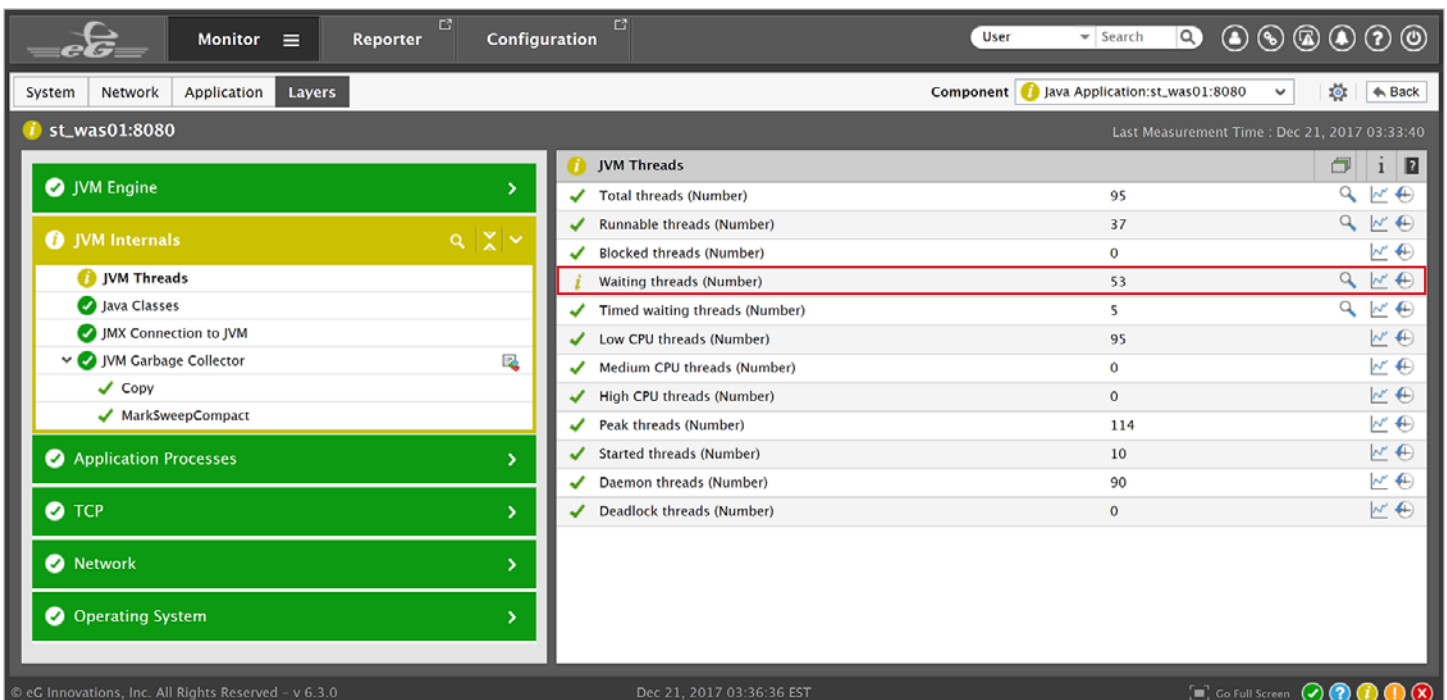 eG
Monitor
Reporter
Configuration
User
Search
System
Network
Application
Layers
Component
Java Application:st_was01:8080
Back
st_was01:8080
Last Measurement Time : Dec 21, 2017 03:33:40
JVM Engine
JVM Internals
JVM Threads
Java Classes
JMX Connection to JVM
JVM Garbage Collector
Copy
MarkSweepCompact
Application Processes
TCP
Network
Operating System
JVM Threads
Total threads (Number) 95
Runnable threads (Number) 37
Blocked threads (Number) 0
Waiting threads (Number) 53
Timed waiting threads (Number) 5
Low CPU threads (Number) 95
Medium CPU threads (Number) 0
High CPU threads (Number) 0
Peak threads (Number) 114
Started threads (Number) 10
Daemon threads (Number) 90
Deadlock threads (Number) 0
© eG Innovations, Inc. All Rights Reserved - v 6.3.0
Dec 21, 2017 03:36:36 EST
Go Full Screen